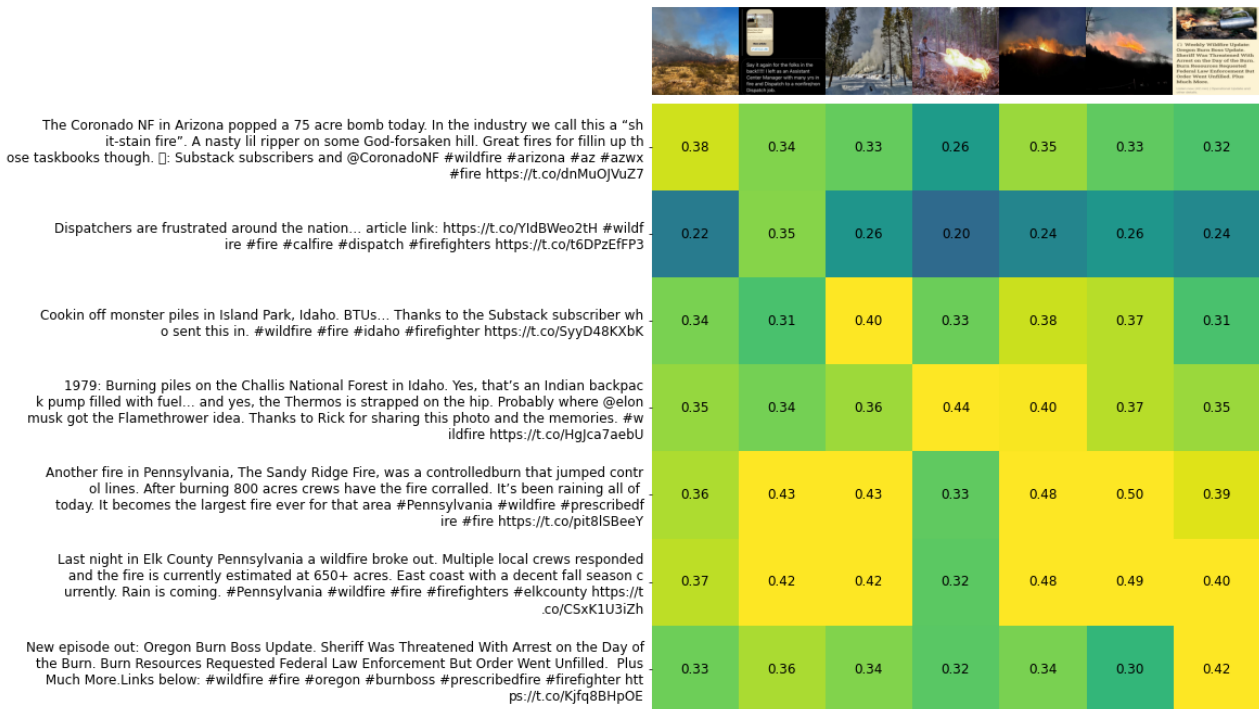 Say it again for the folks in the
back!!!! I left as an Assistant
Center Manager with many yrs in
fire and Dispatch to a nonfire/non
Dispatch job.
Weekly Wildfire Update:
Oregon Burn Boss Update.
Sheriff Was Threatened With
Arrest on the Day of the Burn.
Burn Resources Requested
Federal Law Enforcement But
Order Went Unfilled. Plus
Much More.
The Coronado NF in Arizona popped a 75 acre bomb today. In the industry we call this a “sh
it-stain fire”. A nasty lil ripper on some God-forsaken hill. Great fires for fillin up th
ose taskbooks though. : Substack subscribers and @CoronadoNF #wildfire #arizona #az #azwx
#fire https://t.co/dnMuOJVuZ7
0.38 0.34 0.33 0.26 0.35 0.33 0.32
Dispatchers are frustrated around the nation… article link: https://t.co/YIdBWeo2tH #wildf
ire #fire #calfire #dispatch #firefighters https://t.co/t6DPzEfFP3
0.22 0.35 0.26 0.20 0.24 0.26 0.24
Cookin off monster piles in Island Park, Idaho. BTUs… Thanks to the Substack subscriber wh
o sent this in. #wildfire #fire #idaho #firefighter https://t.co/SyyD48KXbK
0.34 0.31 0.40 0.33 0.38 0.37 0.31
1979: Burning piles on the Challis National Forest in Idaho. Yes, that’s an Indian backpac
k pump filled with fuel… and yes, the Thermos is strapped on the hip. Probably where @elon
musk got the Flamethrower idea. Thanks to Rick for sharing this photo and the memories. #w
ildfire https://t.co/HgJca7aebU
0.35 0.34 0.36 0.44 0.40 0.37 0.35
Another fire in Pennsylvania, The Sandy Ridge Fire, was a controlledburn that jumped contr
ol lines. After burning 800 acres crews have the fire corralled. It’s been raining all of
today. It becomes the largest fire ever for that area #Pennsylvania #wildfire #prescribedf
ire #fire https://t.co/pit8lSBeeY
0.36 0.43 0.43 0.33 0.48 0.50 0.39
Last night in Elk County Pennsylvania a wildfire broke out. Multiple local crews responded
and the fire is currently estimated at 650+ acres. East coast with a decent fall season c
urrently. Rain is coming. #Pennsylvania #wildfire #fire #firefighters #elkcounty https://t
.co/CSxK1U3iZh
0.37 0.42 0.42 0.32 0.48 0.49 0.40
New episode out: Oregon Burn Boss Update. Sheriff Was Threatened With Arrest on the Day of
the Burn. Burn Resources Requested Federal Law Enforcement But Order Went Unfilled.  Plus
Much More.Links below: #wildfire #fire #oregon #burnboss #prescribedfire #firefighter htt
ps://t.co/Kjfq8BHpOE
0.33 0.36 0.34 0.32 0.34 0.30 0.42